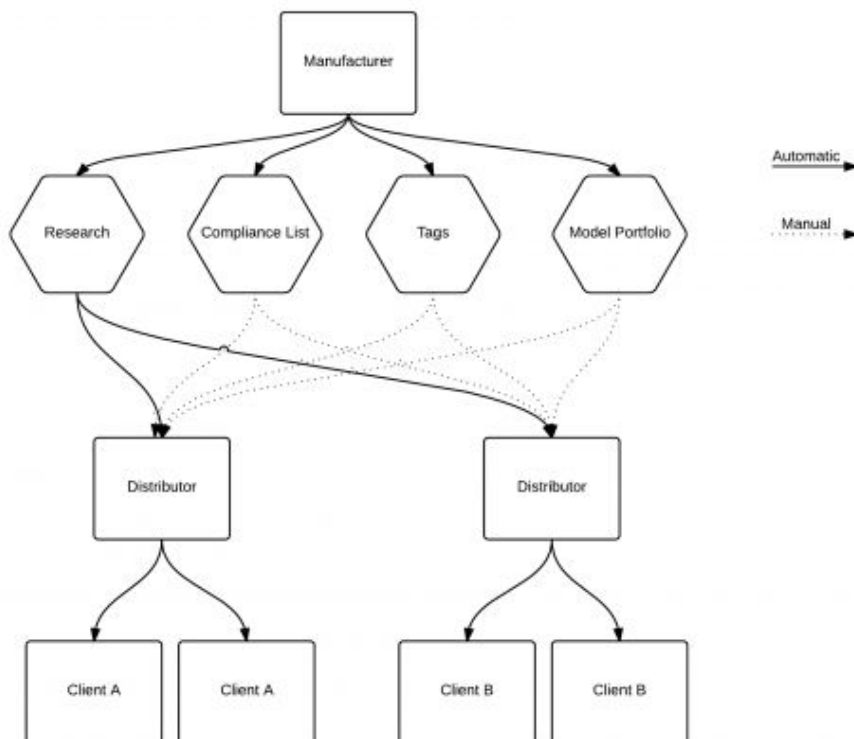 Manufacturer
Automatic
Research
Compliance List
Tags
Model Portfolio
Manual
Distributor
Distributor
Client A
Client A
Client B
Client B